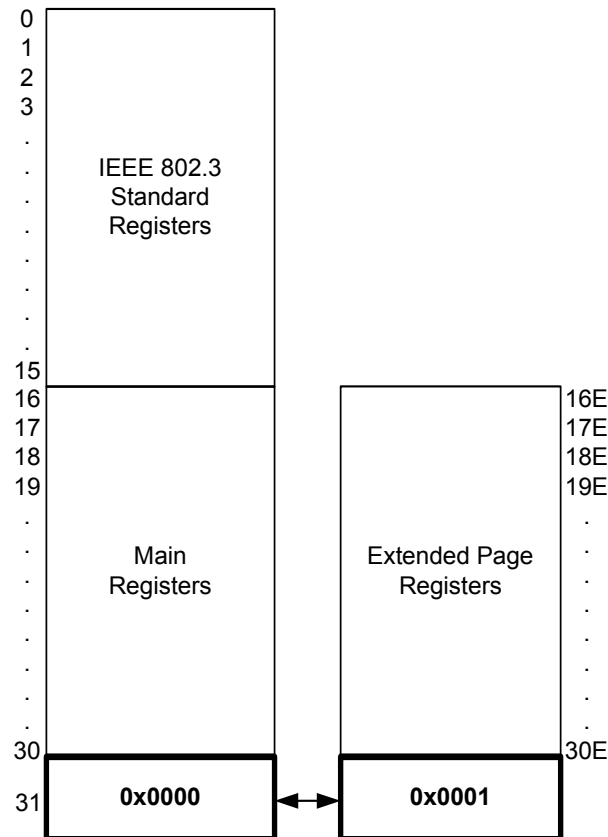 0
1
2
3
.
.
.
.
.
.
.
.
15
IEEE 802.3
Standard
Registers
16
17
18
19
.
.
.
.
.
.
.
.
30
Main
Registers
Extended Page
Registers
16E
17E
18E
19E
.
.
.
.
.
.
.
.
30E
31
0x0000
0x0001